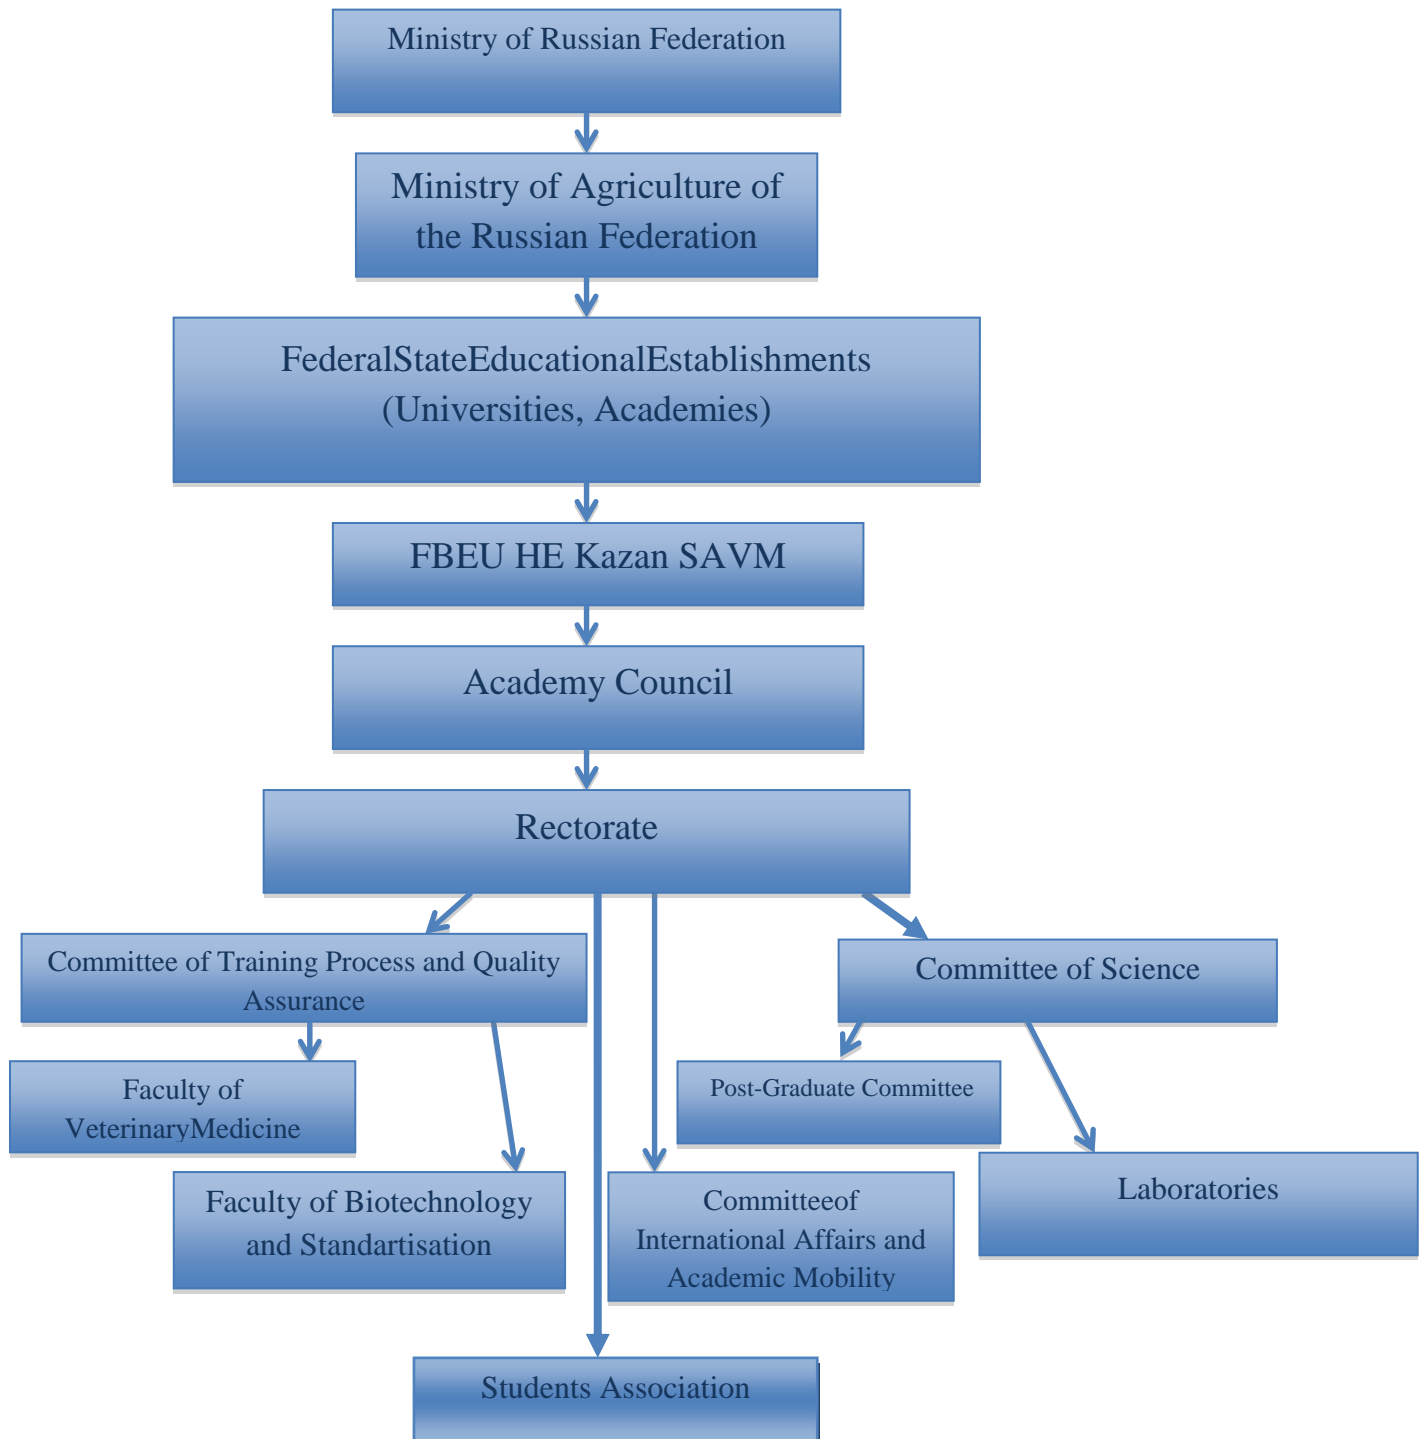 Ministry of Russian Federation
Ministry of Agriculture of
the Russian Federation
FederalStateEducationalEstablishments
(Universities, Academies)
FBEU HE Kazan SAVM
Academy Council
Rectorate
Committee of Training Process and Quality
Assurance
Committee of Science
Faculty of
VeterinaryMedicine
Post-Graduate Committee
Faculty of Biotechnology
and Standartisation
Committeeof
International Affairs and
Academic Mobility
Laboratories
Students Association